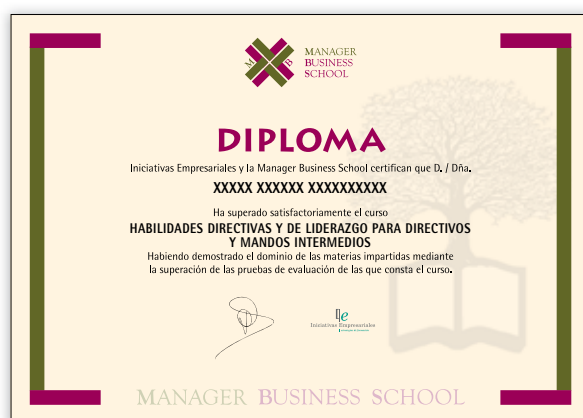 M B
MANAGER
BUSINESS
SCHOOL
DIPLOMA
Iniciativas Empresariales y la Manager Business School certifican que D. / Dña.
XXXXX XXXXXX XXXXXXXXXX
Ha superado satisfactoriamente el curso
HABILIDADES DIRECTIVAS Y DE LIDERAZGO PARA DIRECTIVOS
Y MANDOS INTERMEDIOS
Habiendo demostrado el dominio de las materias impartidas mediante
la superación de las pruebas de evaluación de las que consta el curso.
Ie
Iniciativas Empresariales
MANAGER BUSINESS SCHOOL